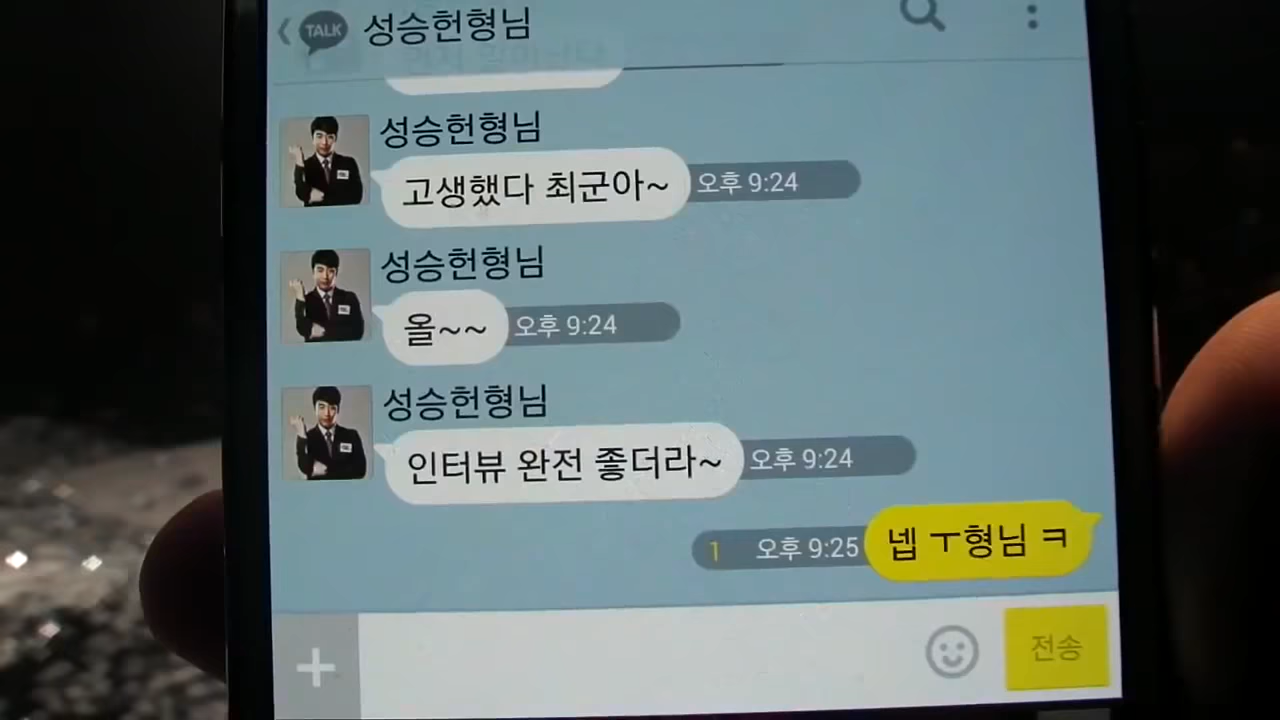 TALK 성승헌형님
성승헌형님
고생했다 최군아~ 오후 9:24
성승헌형님
올~~ 오후 9:24
성승헌형님
인터뷰 완전 좋더라~ 오후 9:24
1 오후 9:25 넵 ㅜ형님 ㅋ
+ 전송